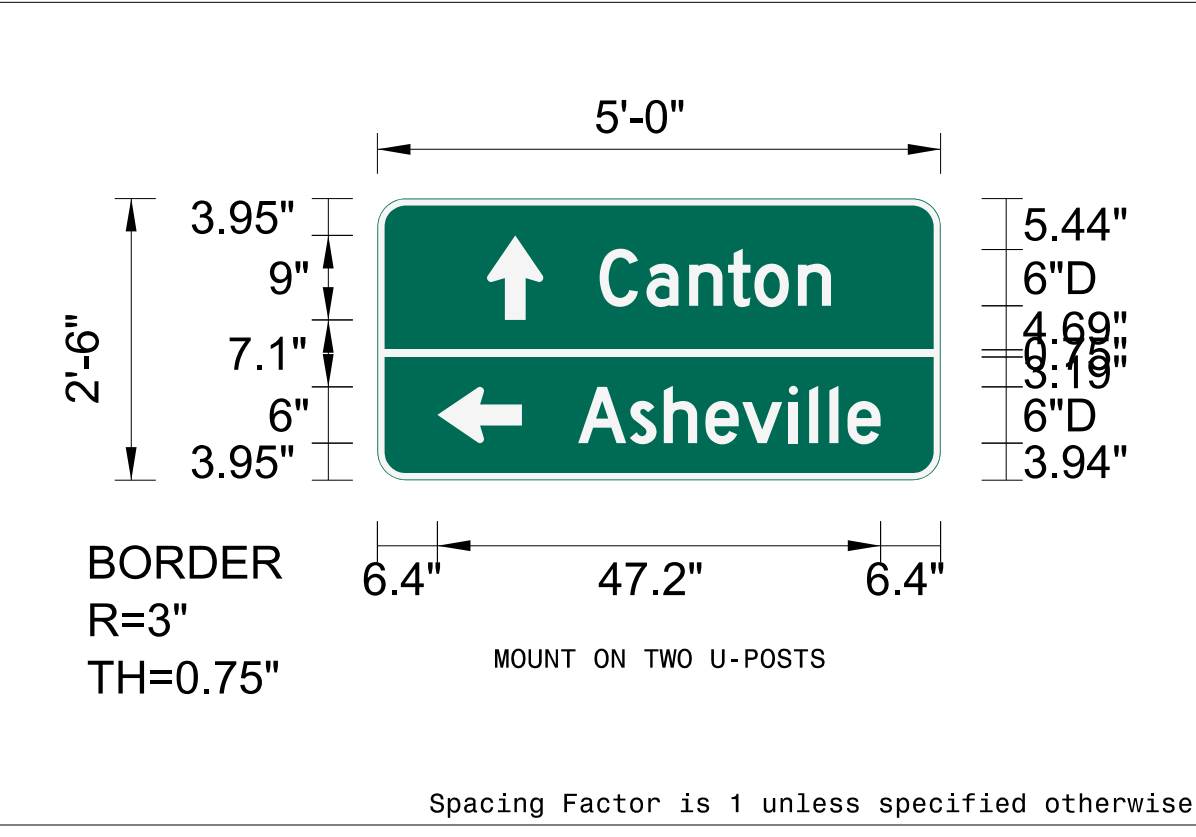 5'-0"
3.95"
9"
7.1"
6"
3.95"
2'-6"
Canton
Asheville
5.44"
6"D
4.69"
0.75"
3.19"
6"D
3.94"
6.4" 47.2" 6.4"
BORDER
R=3"
TH=0.75"
MOUNT ON TWO U-POSTS
Spacing Factor is 1 unless specified otherwise